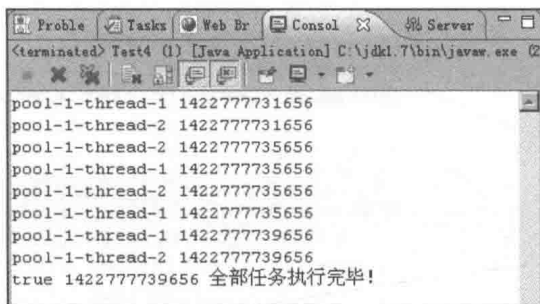 Proble Tasks Web Br Consol Server
<terminated> Test4 (1) [Java Application] C:\jdk1.7\bin\javaw.exe (2
pool-1-thread-1 1422777731656
pool-1-thread-2 1422777731656
pool-1-thread-2 1422777735656
pool-1-thread-1 1422777735656
pool-1-thread-2 1422777735656
pool-1-thread-1 1422777735656
pool-1-thread-1 1422777739656
pool-1-thread-2 1422777739656
true 1422777739656 全部任务执行完毕!